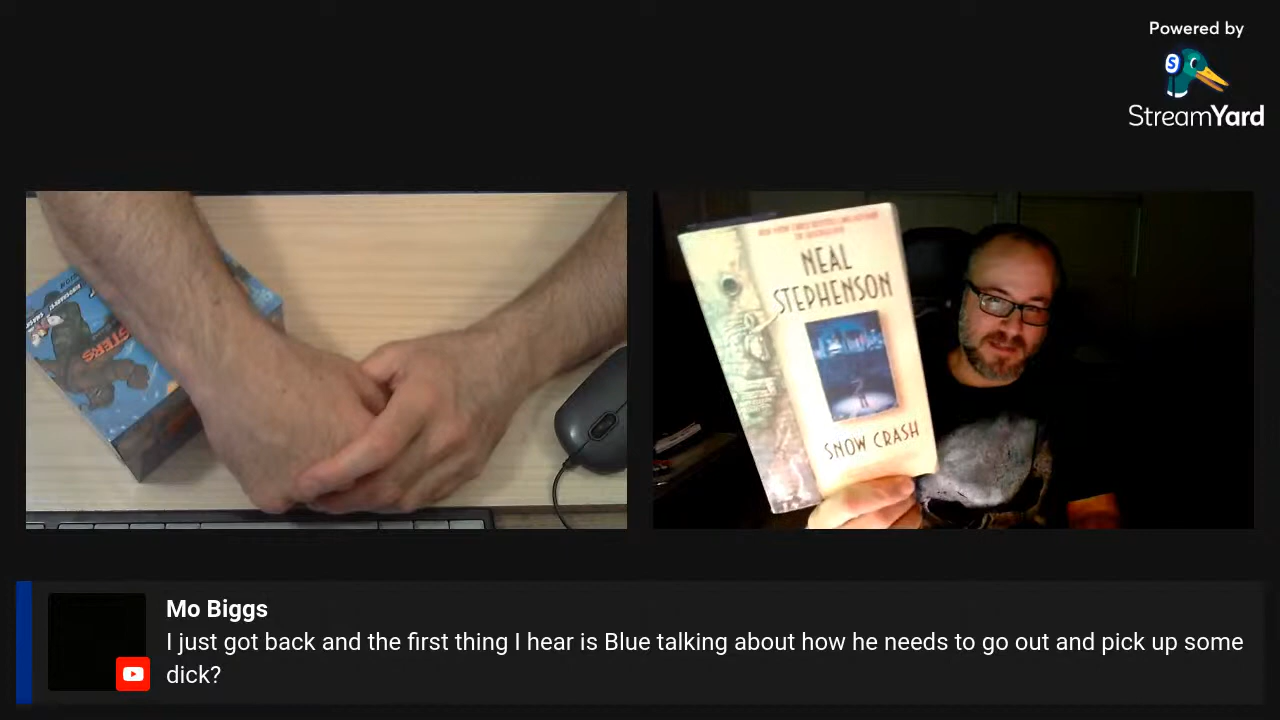 Powered by
S
StreamYard
NEAL
STEPHENSON
SNOW CRASH
Mo Biggs
I just got back and the first thing I hear is Blue talking about how he needs to go out and pick up some
dick?